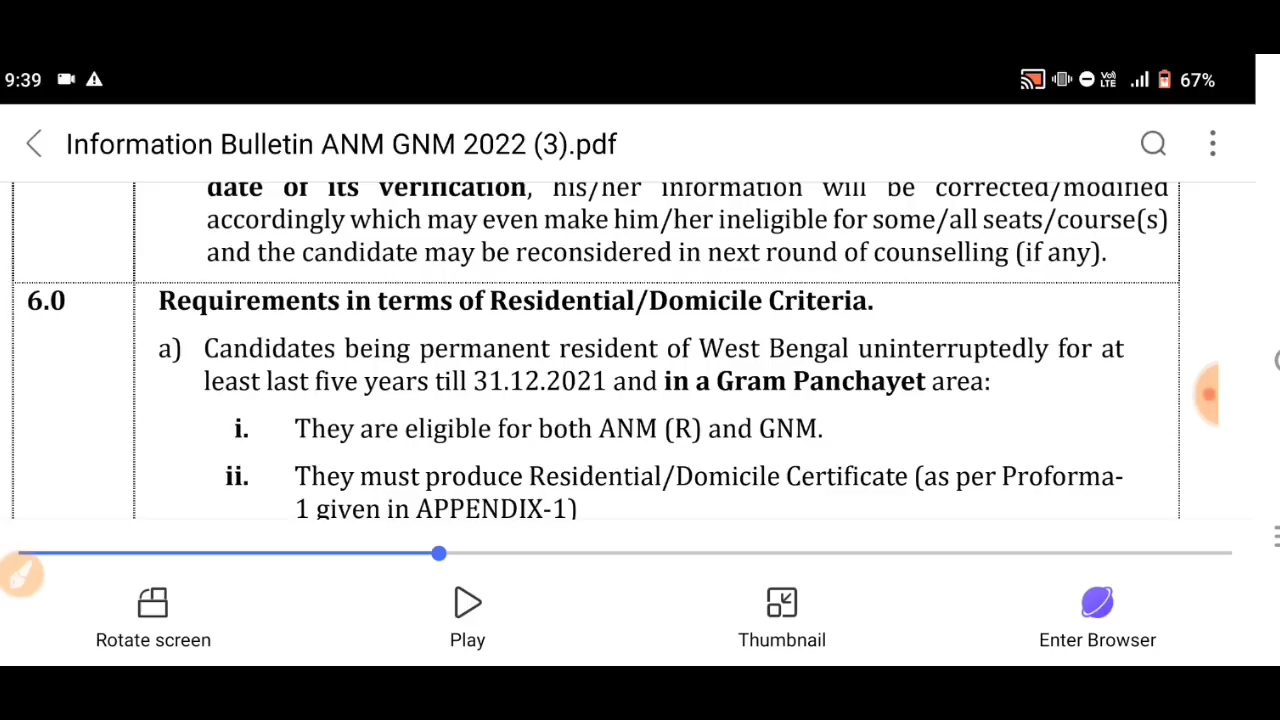 9:39
VoD LTE 67%
Information Bulletin ANM GNM 2022 (3).pdf
date of its verification, his/her information will be corrected/modified
accordingly which may even make him/her ineligible for some/all seats/course(s)
and the candidate may be reconsidered in next round of counselling (if any).
6.0 Requirements in terms of Residential/Domicile Criteria.
a) Candidates being permanent resident of West Bengal uninterruptedly for at
least last five years till 31.12.2021 and in a Gram Panchayet area:
i. They are eligible for both ANM (R) and GNM.
ii. They must produce Residential/Domicile Certificate (as per Proforma-
1 given in APPENDIX-1)
Rotate screen
Play
Thumbnail
Enter Browser